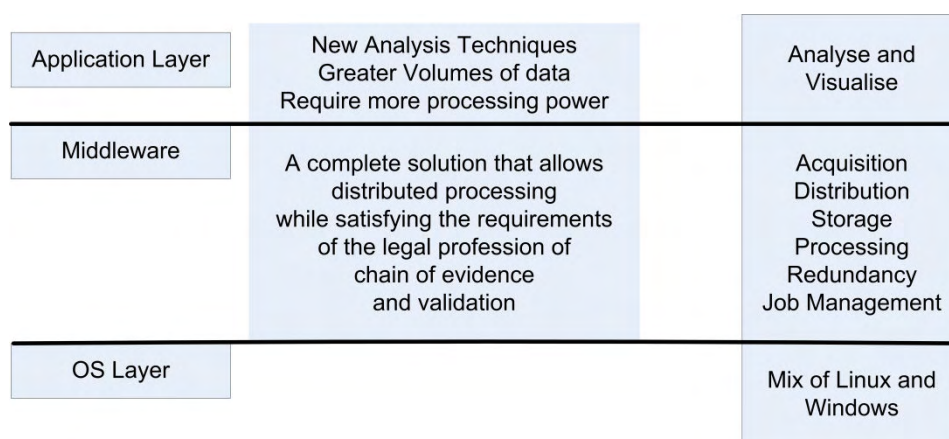 Application Layer
New Analysis Techniques
Greater Volumes of data
Require more processing power
Analyse and
Visualise
Middleware
A complete solution that allows
distributed processing
while satisfying the requirements
of the legal profession of
chain of evidence
and validation
Acquisition
Distribution
Storage
Processing
Redundancy
Job Management
OS Layer
Mix of Linux and
Windows